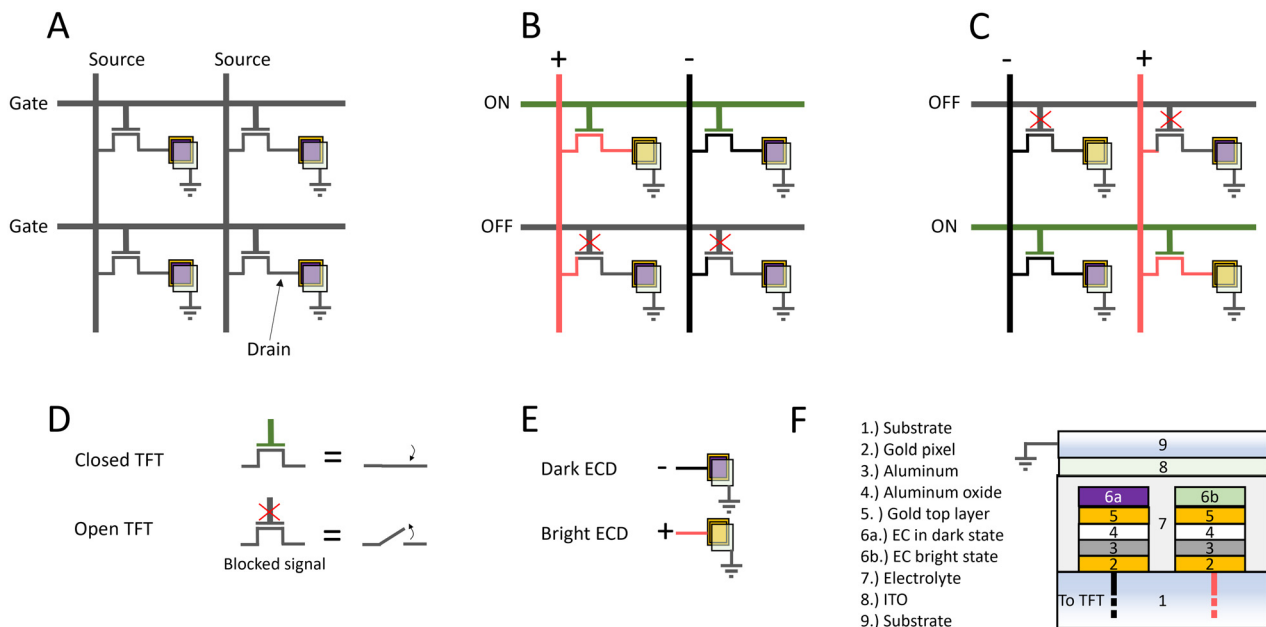 A
Source
Source
Gate
Gate
Drain
B
+
-
ON
OFF
C
-
+
OFF
ON
D
Closed TFT
=
Open TFT
=
Blocked signal
E
Dark ECD
-
Bright ECD
+
F
1.) Substrate
2.) Gold pixel
3.) Aluminum
4.) Aluminum oxide
5. ) Gold top layer
6a.) EC in dark state
6b.) EC bright state
7.) Electrolyte
8.) ITO
9.) Substrate
9
8
6a
6b
5
7
5
4
4
3
3
2
2
To TFT
1